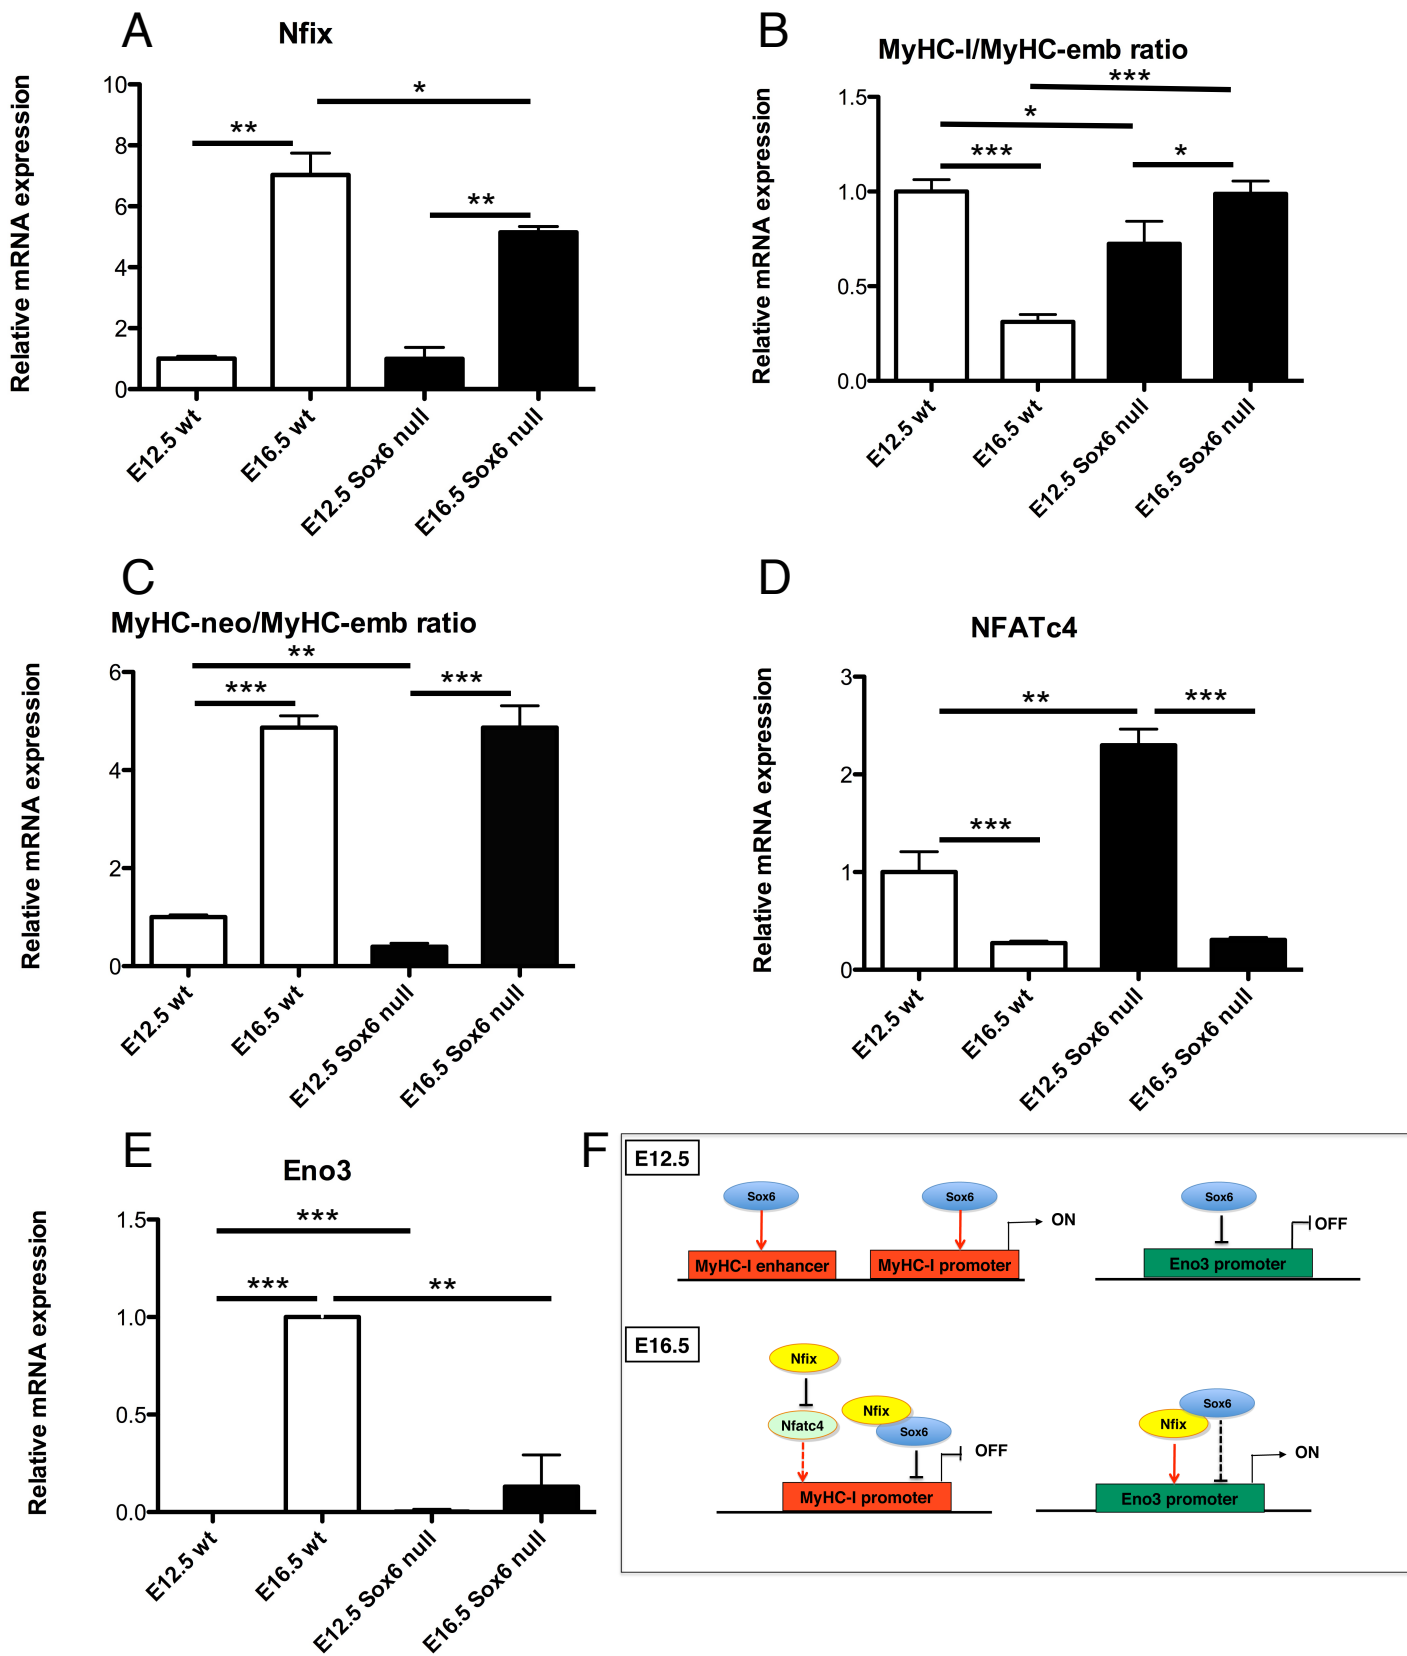 A
Nfix
Relative mRNA expression
10
8
6
4
2
0
*
**
**
E12.5 wt
E16.5 wt
E12.5 Sox6 null
E16.5 Sox6 null
B
MyHC-I/MyHC-emb ratio
Relative mRNA expression
1.5
1.0
0.5
0.0
***
*
***
*
E12.5 wt
E16.5 wt
E12.5 Sox6 null
E16.5 Sox6 null
C
MyHC-neo/MyHC-emb ratio
Relative mRNA expression
6
4
2
0
**
***
***
E12.5 wt
E16.5 wt
E12.5 Sox6 null
E16.5 Sox6 null
D
NFATc4
Relative mRNA expression
3
2
1
0
**
***
***
E12.5 wt
E16.5 wt
E12.5 Sox6 null
E16.5 Sox6 null
E
Eno3
Relative mRNA expression
1.5
1.0
0.5
0.0
***
***
**
E12.5 wt
E16.5 wt
E12.5 Sox6 null
E16.5 Sox6 null
F
E12.5
Sox6
Sox6
Sox6
ON
OFF
MyHC-I enhancer
MyHC-I promoter
Eno3 promoter
E16.5
Nfix
Nfatc4
Nfix
Sox6
OFF
MyHC-I promoter
Sox6
Nfix
ON
Eno3 promoter